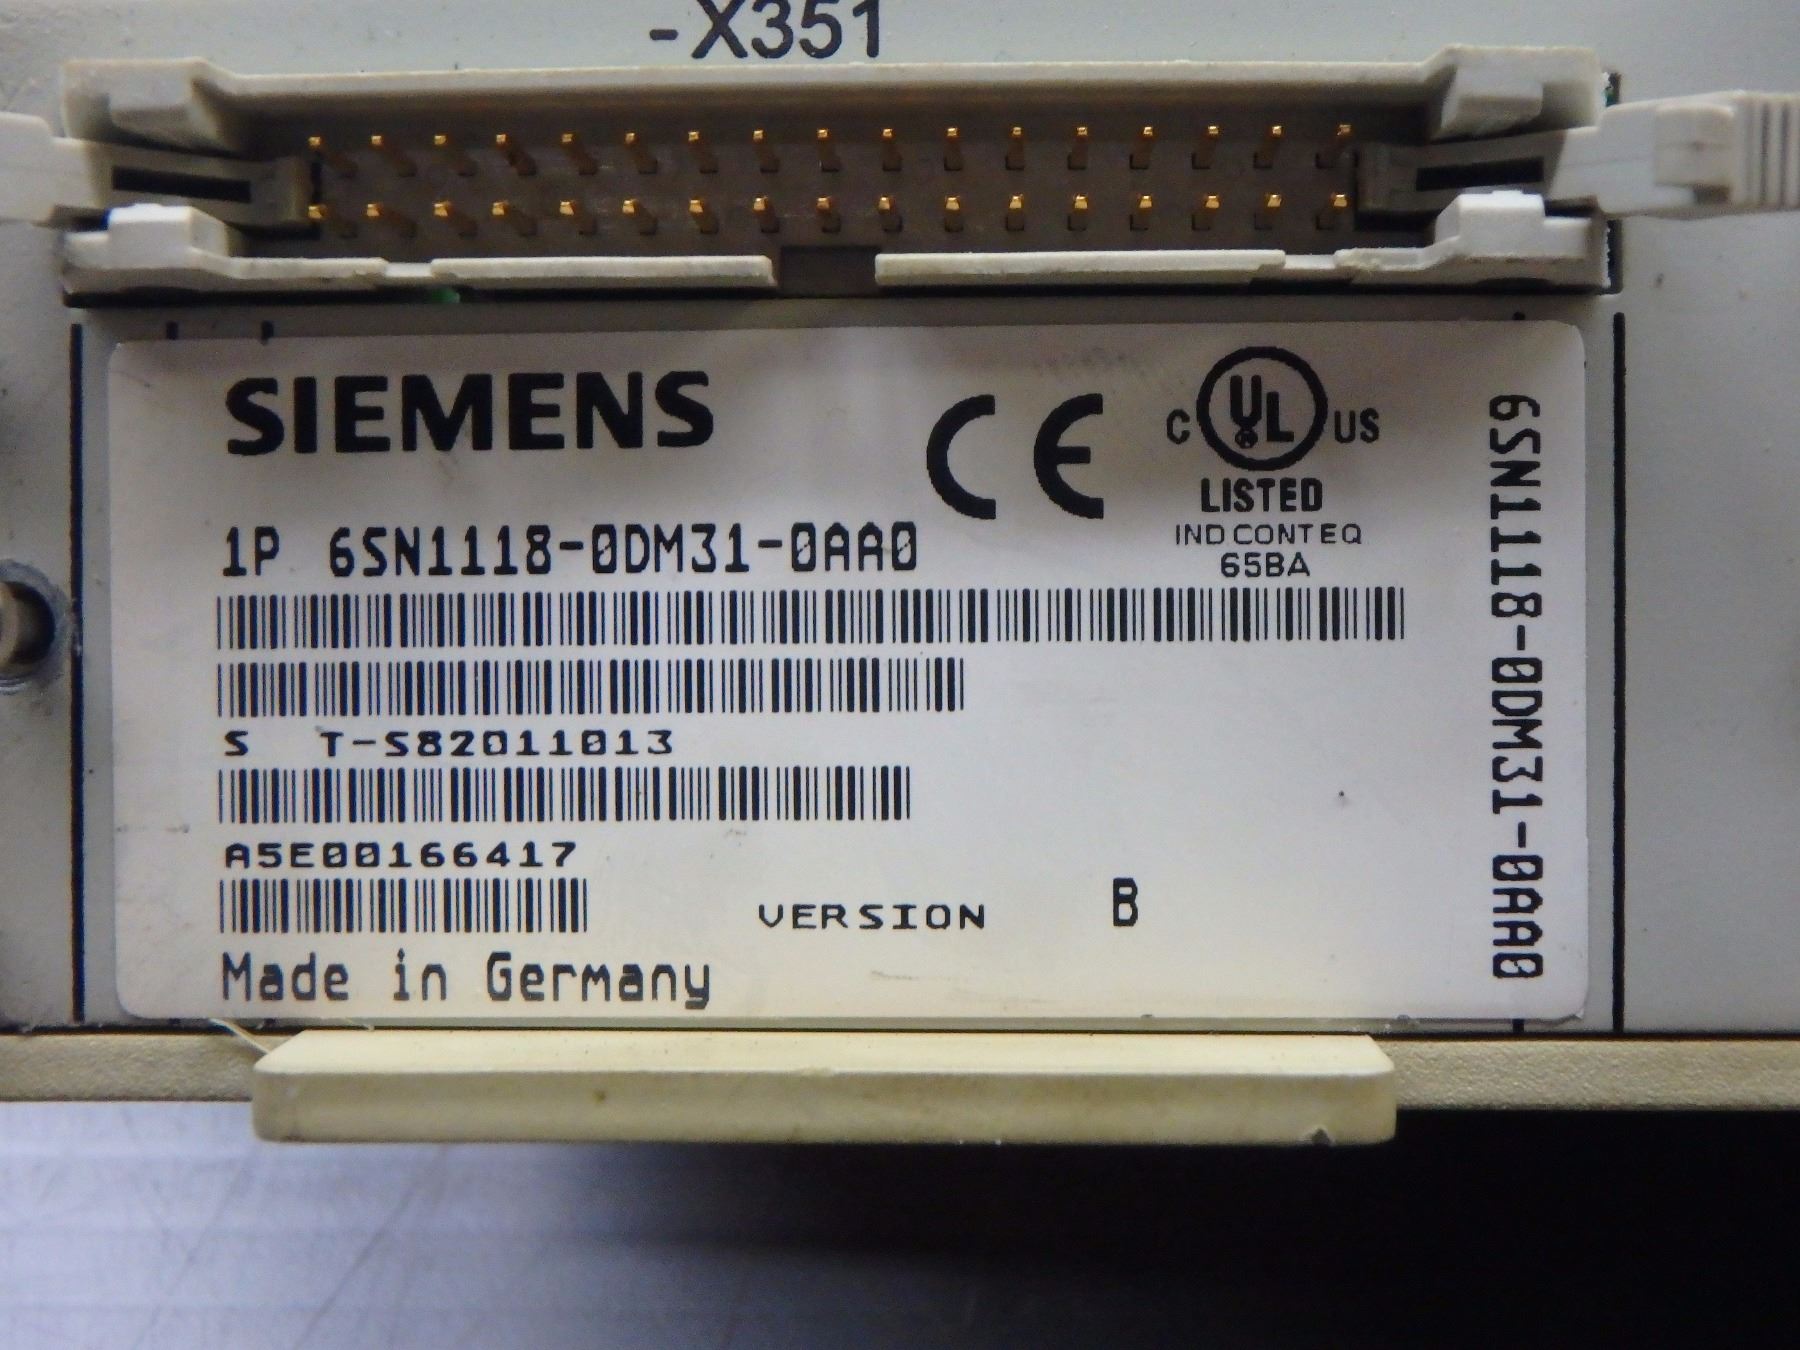 -X351
SIEMENS
CE
C UL US
LISTED
IND CONT EQ
65BA
1P 6SN1118-0DM31-0AA0
S T-S82011013
A5E00166417
VERSION B
Made in Germany
6SN1118-0DM31-0AA0